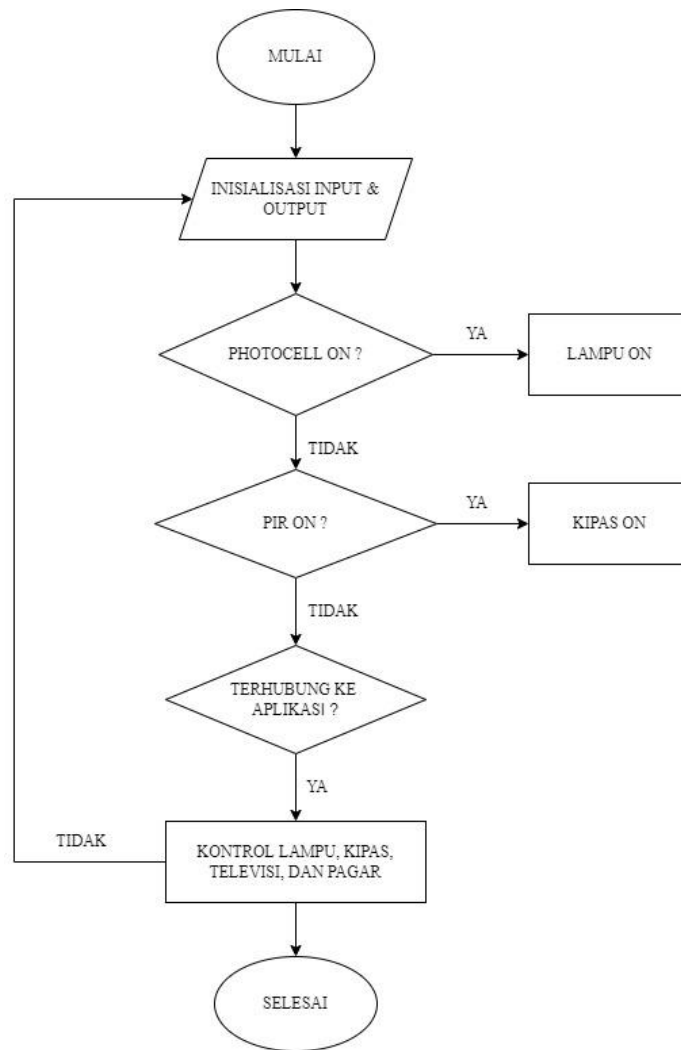 MULAI
INISIALISASI INPUT &
OUTPUT
PHOTOCELL ON ?
YA
LAMPU ON
TIDAK
PIR ON ?
YA
KIPAS ON
TIDAK
TERHUBUNG KE
APLIKASI ?
YA
TIDAK
KONTROL LAMPU, KIPAS,
TELEVISI, DAN PAGAR
SELESAI